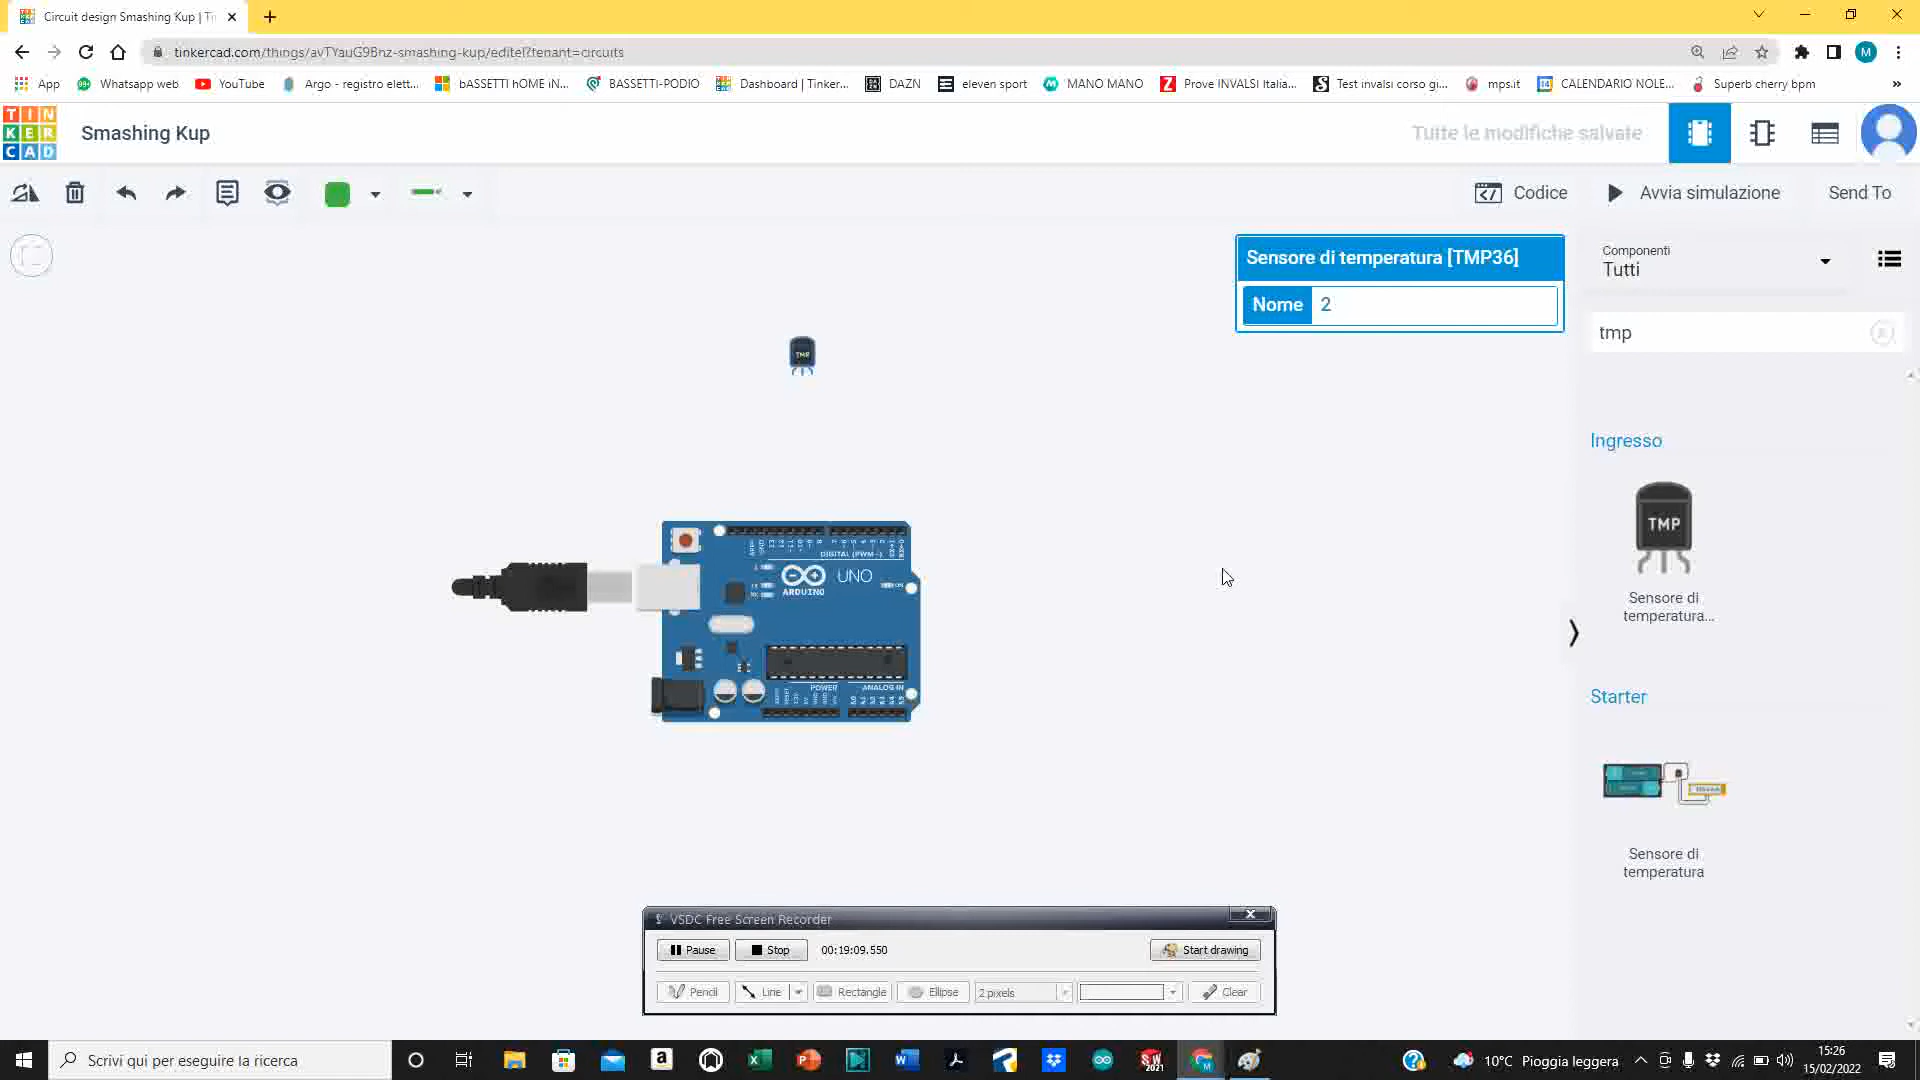 Circuit design Smashing Kup | Ti
tinkercad.com/things/avTYauG9Bnz-smashing-kup/editel?tenant=circuits
App
Whatsapp web
YouTube
Argo - registro elett...
bASSETTI hOME iN...
BASSETTI-PODIO
Dashboard | Tinker...
DAZN
eleven sport
MANO MANO
Prove INVALSI Italia...
Test invalsi corso gi...
mps.it
CALENDARIO NOLE...
Superb cherry bpm
»
TIN
KER
CAD
Smashing Kup
Tutte le modifiche salvate
Codice
Avvia simulazione
Send To
Sensore di temperatura [TMP36]
Nome 2
Componenti
Tutti
tmp
TMP
Ingresso
TMP
Sensore di
temperatura...
DIGITAL (PWM~)
UNO
ARDUINO
POWER
ANALOG IN
Starter
Sensore di
temperatura
VSDC Free Screen Recorder
Pause
Stop
00:19:09.550
Start drawing
Pencil
Line
Rectangle
Ellipse
2 pixels
Clear
Scrivi qui per eseguire la ricerca
10°C Pioggia leggera
15:26
15/02/2022